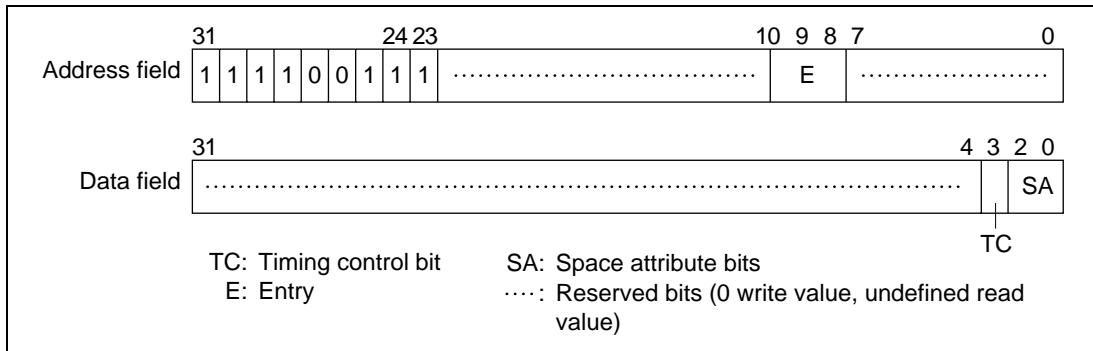 31 24 23 10 9 8 7 0
Address field 1 1 1 1 0 0 1 1 1 ........................................ E ........................
31 4 3 2 0
Data field ........................................................................................ SA
TC
TC: Timing control bit SA: Space attribute bits
E: Entry ····: Reserved bits (0 write value, undefined read
value)